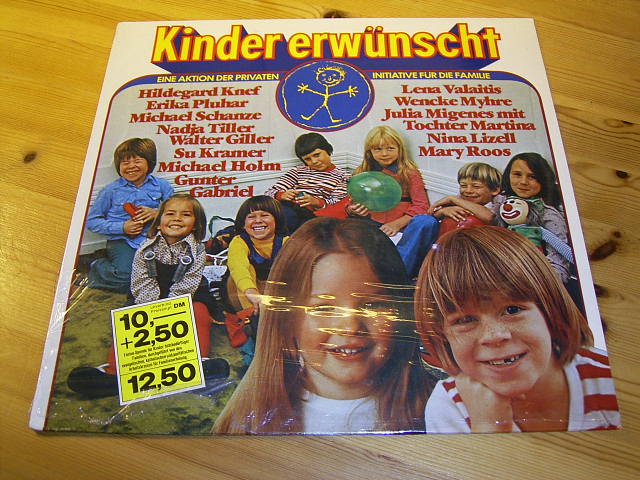 Kinder erwünscht
EINE AKTION DER PRIVATEN INITIATIVE FÜR DIE FAMILIE
Hildegard Knef
Erika Pluhar
Michael Schanze
Nadja Tiller
Walter Giller
Su Kramer
Michael Holm
Gunter
Gabriel
Lena Valaitis
Wencke Myhre
Julia Migenes mit
Tochter Martina
Nina Lizell
Mary Roos
DM
10,-
+2,50
12,50